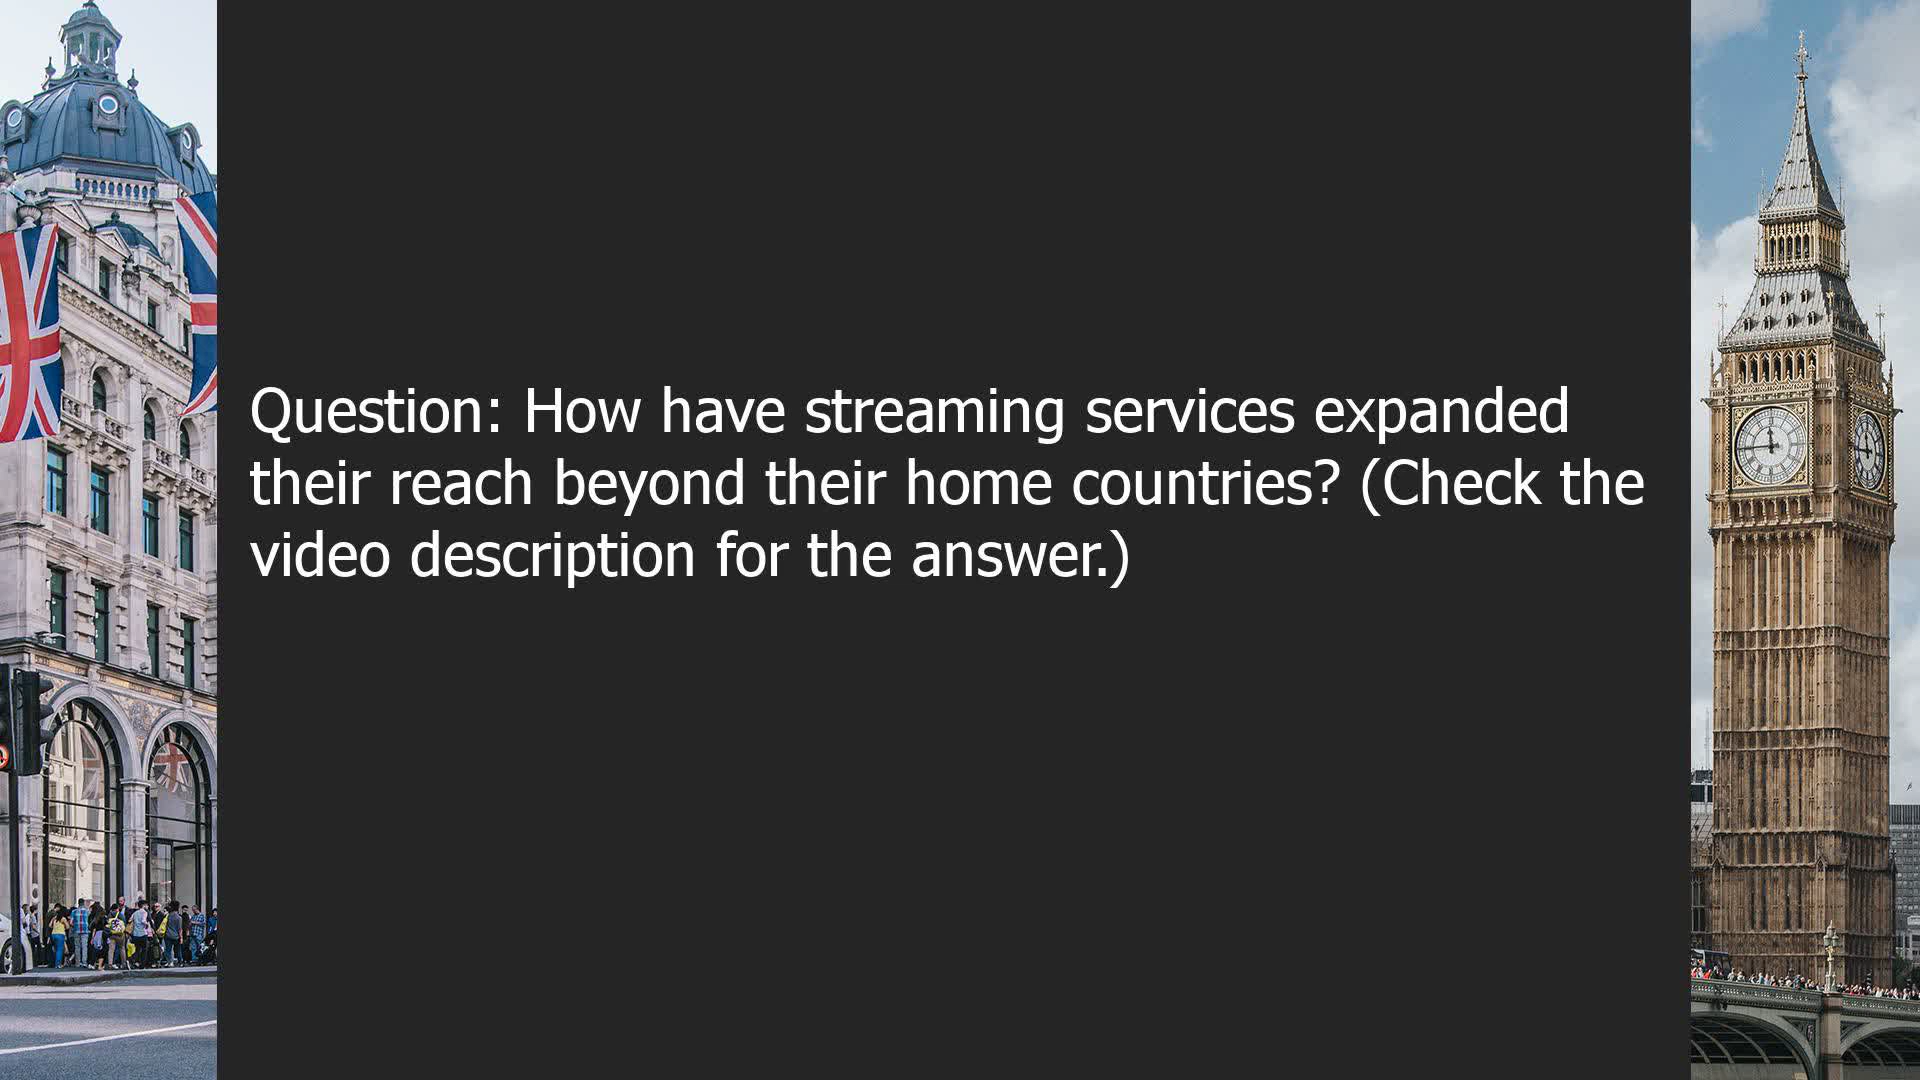 Question: How have streaming services expanded
their reach beyond their home countries? (Check the
video description for the answer.)